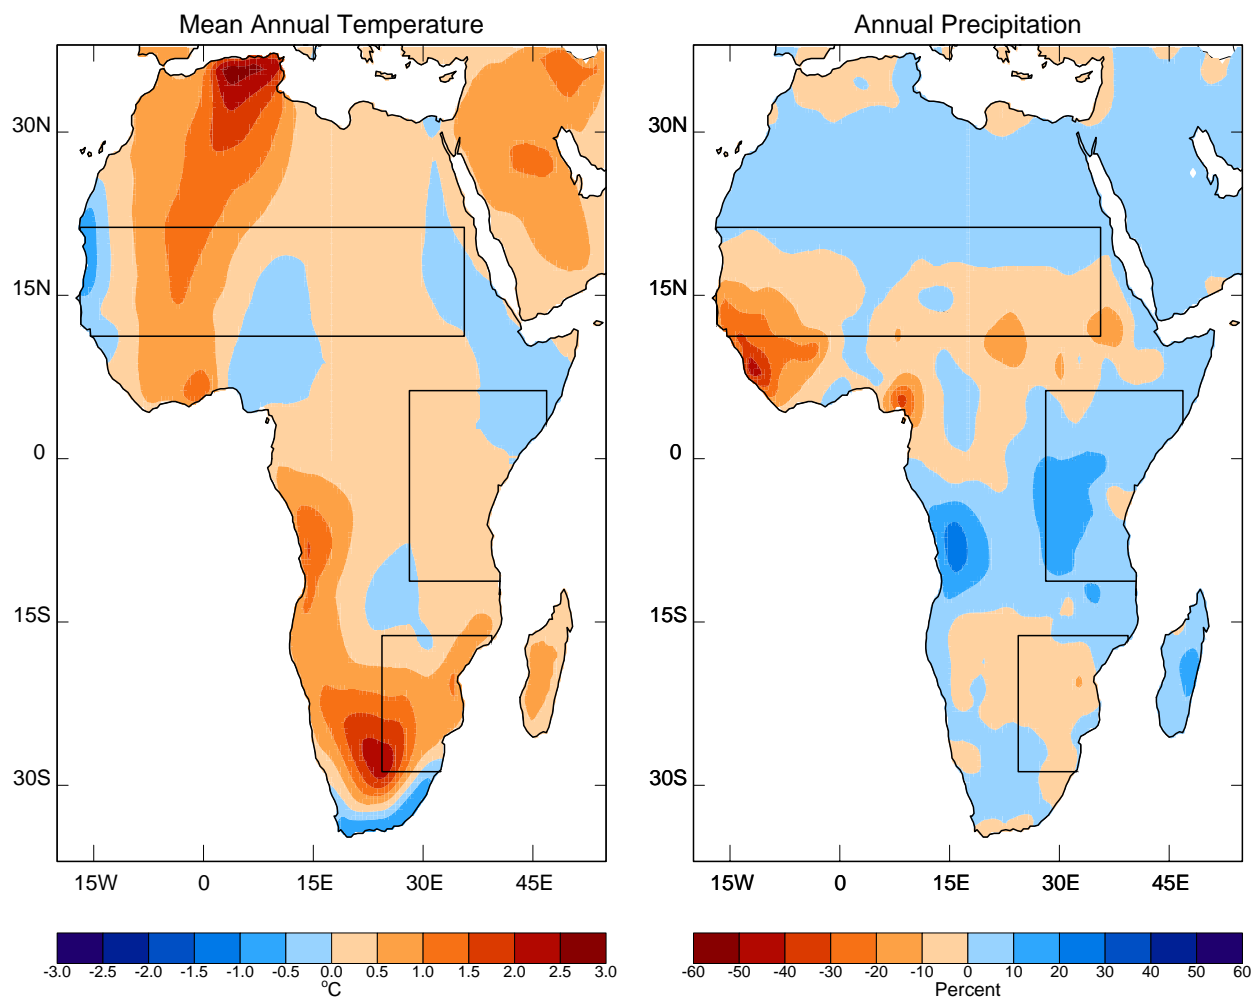 Mean Annual Temperature
Annual Precipitation
30N
15N
0
15S
30S
15W 0 15E 30E 45E
30N
15N
0
15S
30S
15W 0 15E 30E 45E
-3.0 -2.5 -2.0 -1.5 -1.0 -0.5 0.0 0.5 1.0 1.5 2.0 2.5 3.0
°C
-60 -50 -40 -30 -20 -10 0 10 20 30 40 50 60
Percent